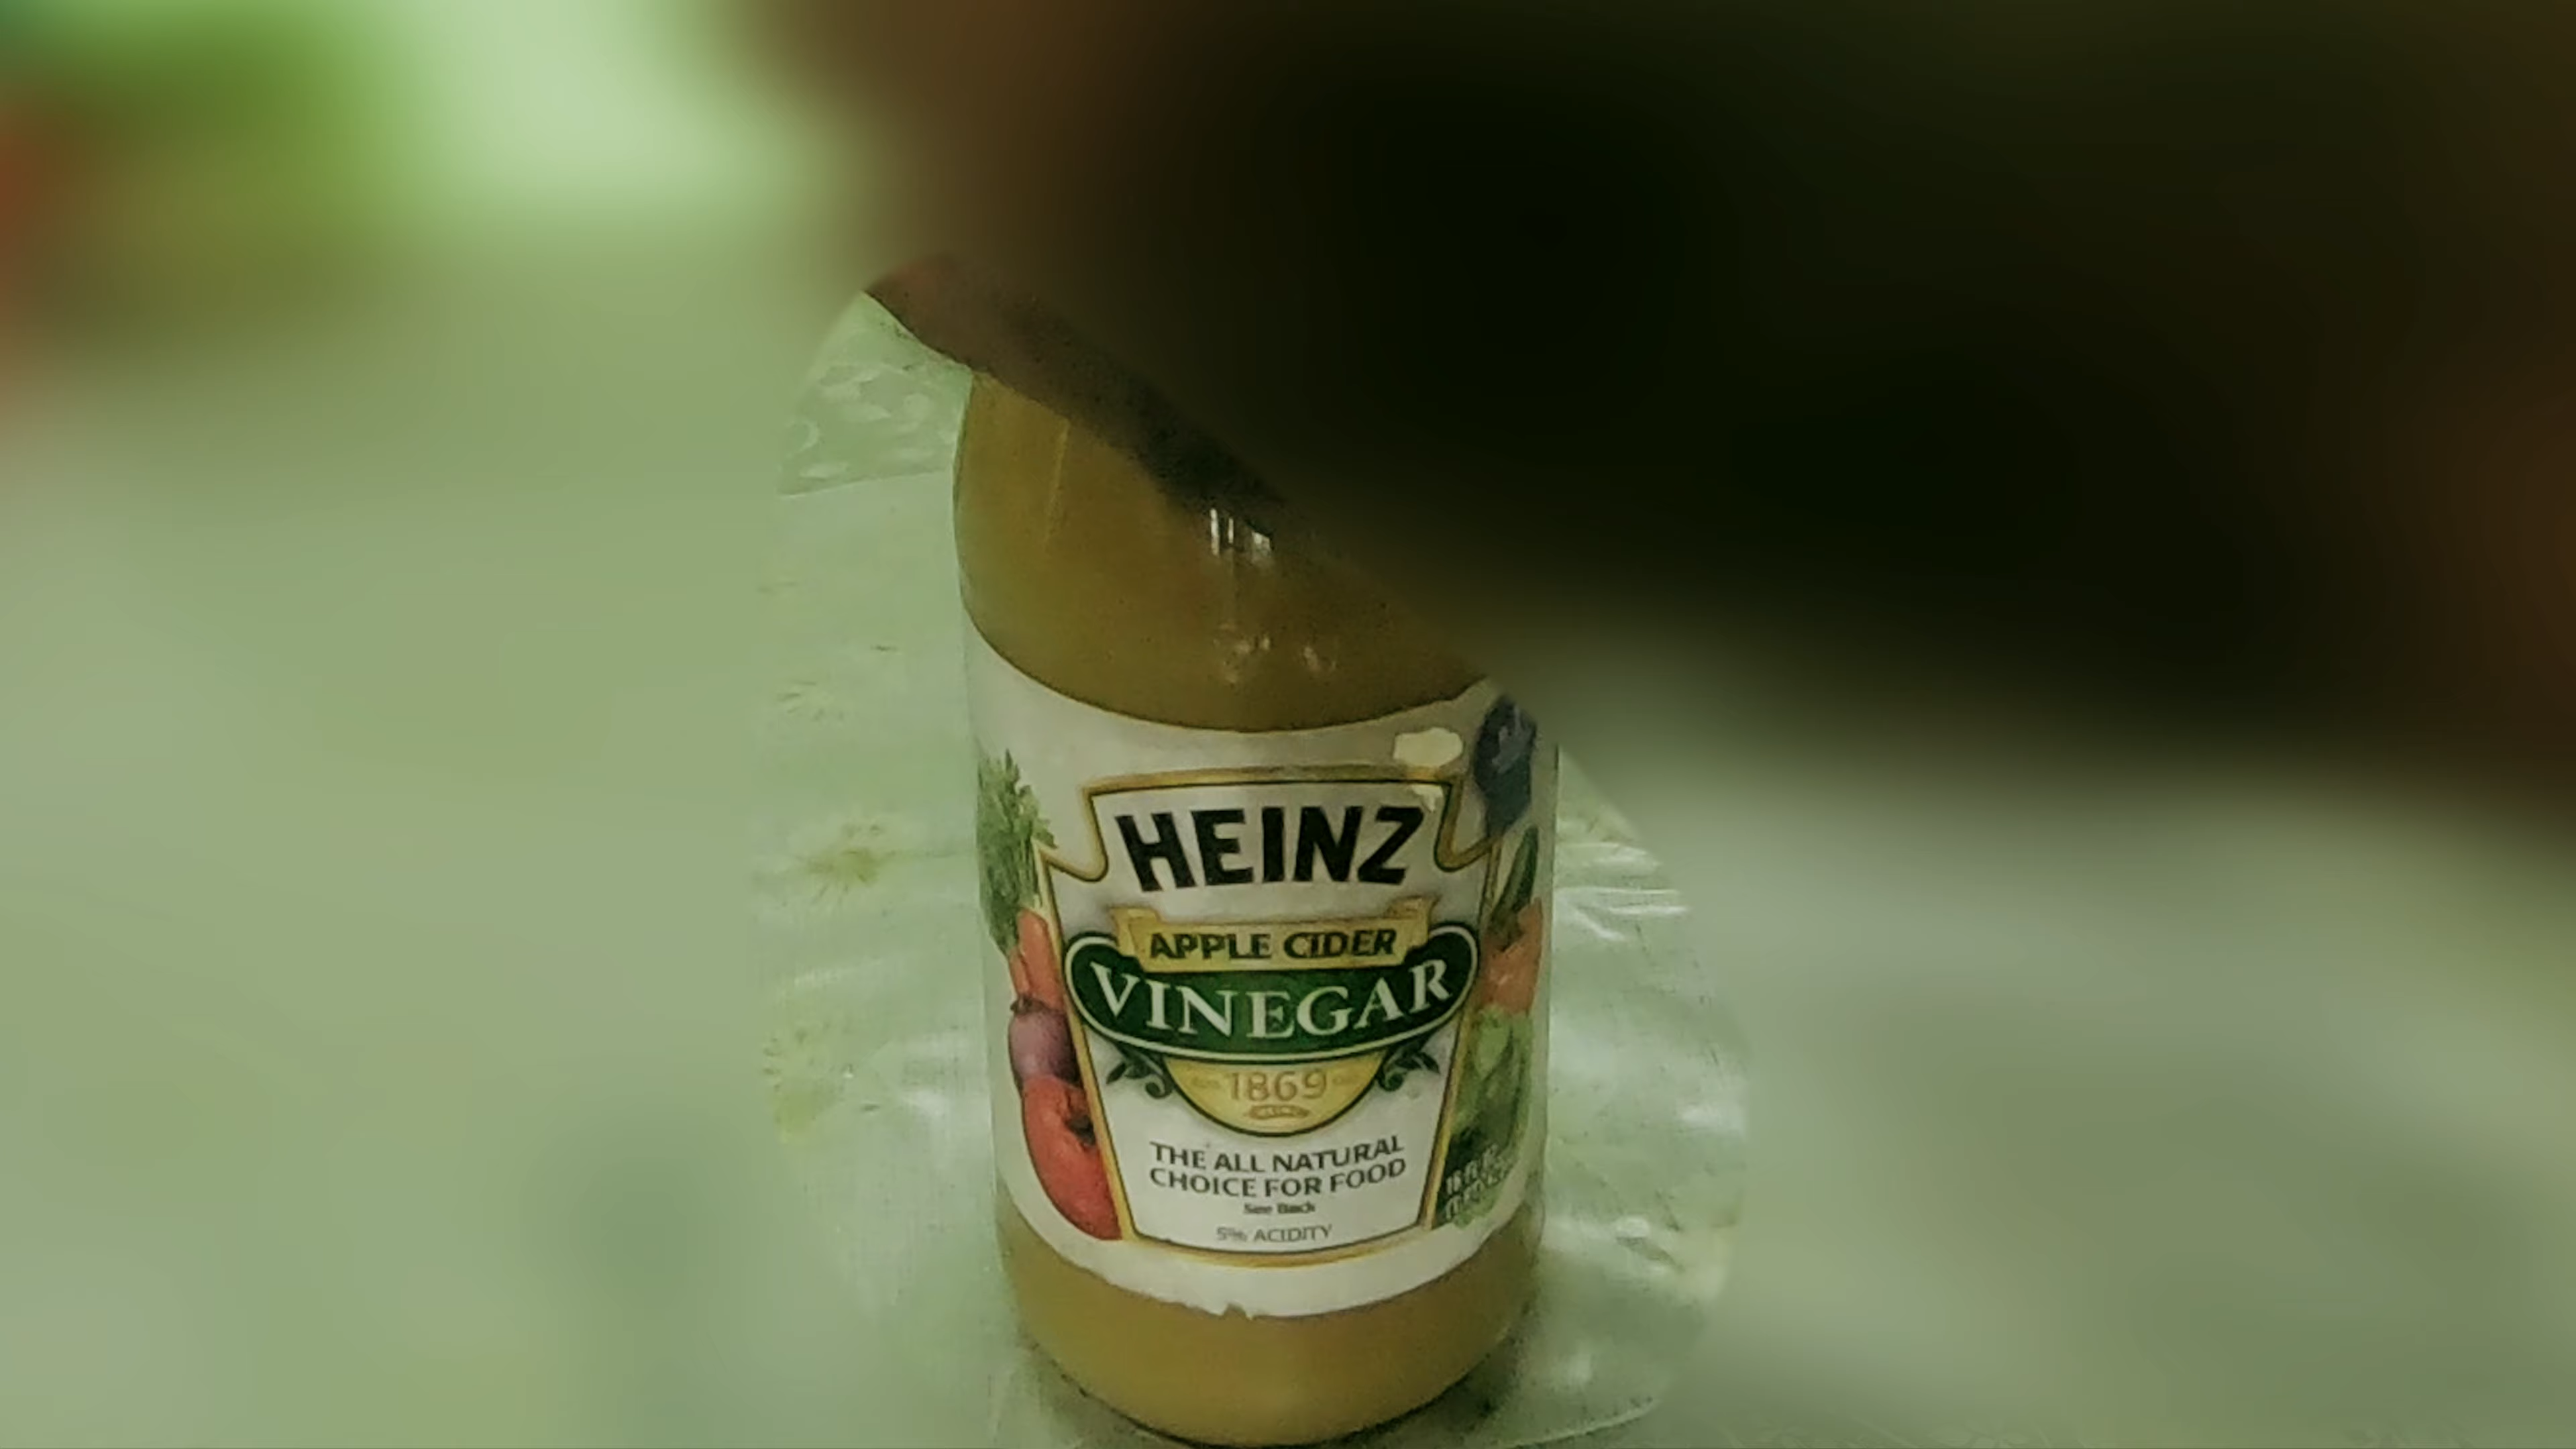 HEINZ
APPLE CIDER
VINEGAR
1869
THE ALL NATURAL
CHOICE FOR FOOD
See Back
5% ACIDITY